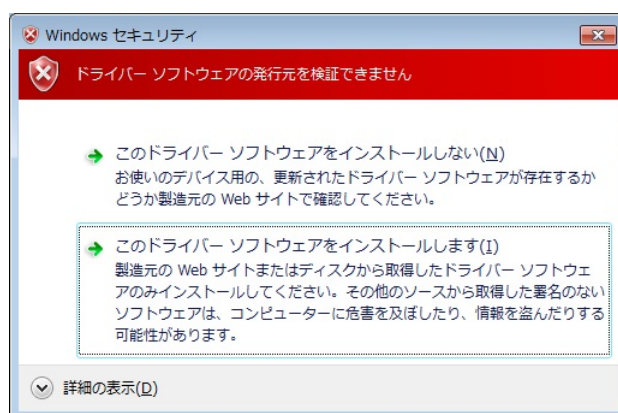 Windows セキュリティ
ドライバー ソフトウェアの発行元を検証できません
このドライバー ソフトウェアをインストールしない(N)
お使いのデバイス用の、更新されたドライバー ソフトウェアが存在するか
どうか製造元の Web サイトで確認してください。
このドライバー ソフトウェアをインストールします(I)
製造元の Web サイトまたはディスクから取得したドライバー ソフトウェ
アのみインストールしてください。その他のソースから取得した署名のない
ソフトウェアは、コンピューターに危害を及ぼしたり、情報を盗んだりする
可能性があります。
詳細の表示(D)